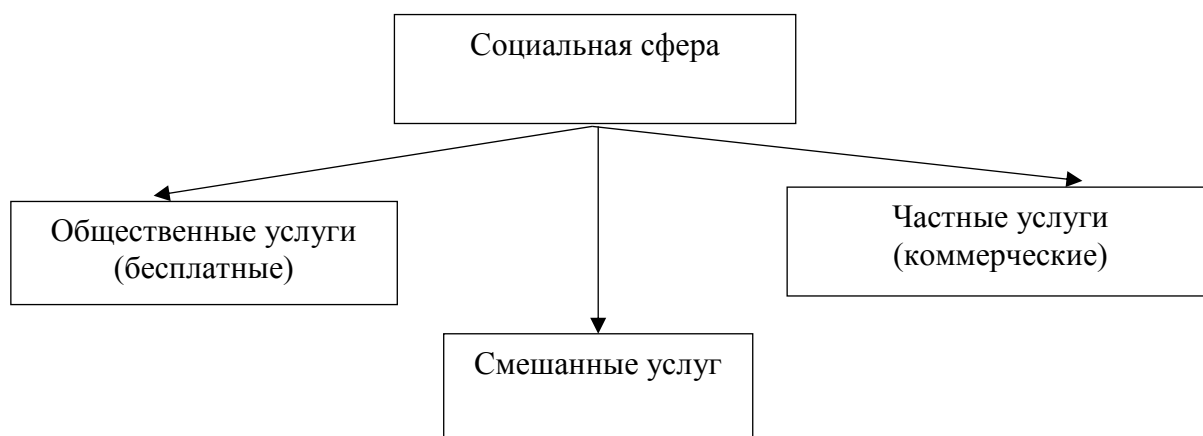 Социальная сфера
Общественные услуги
(бесплатные)
Частные услуги
(коммерческие)
Смешанные услуг